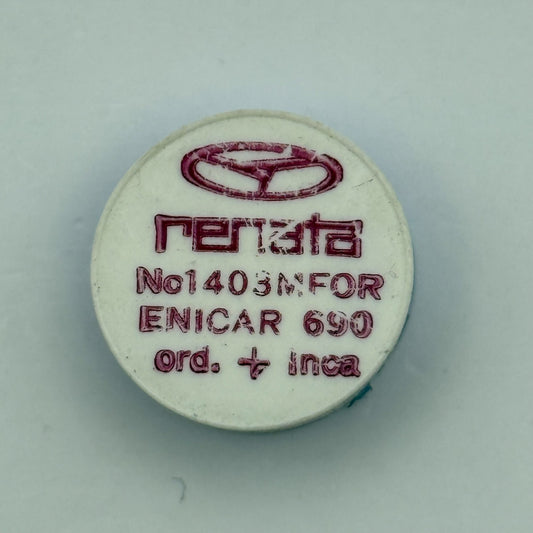 renata
No1403MFOR
ENICAR 690
ord. + inca